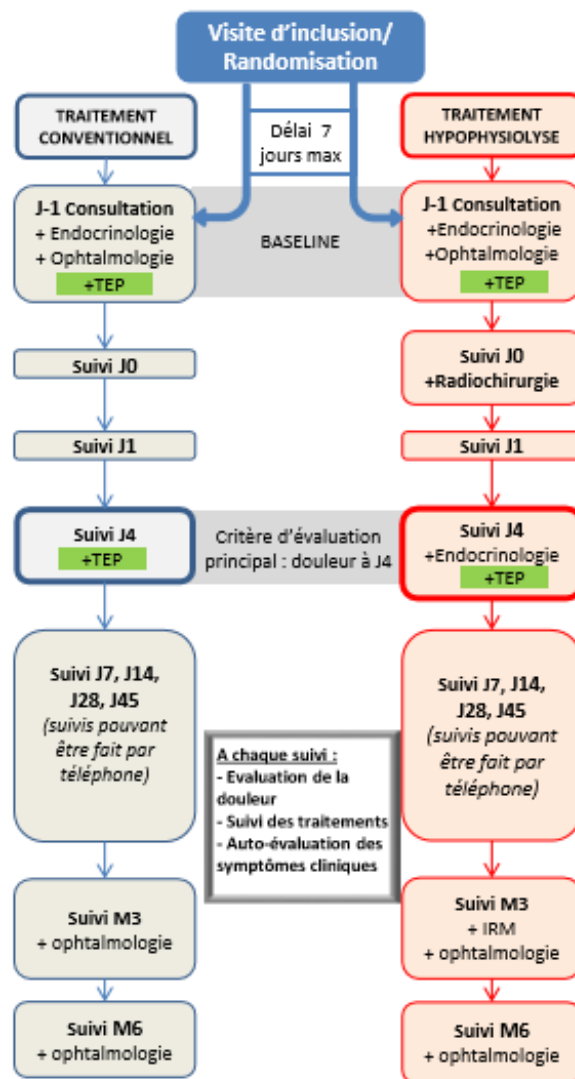 Visite d'inclusion/
Randomisation
TRAITEMENT
CONVENTIONNEL
Délai 7
jours max
TRAITEMENT
HYPOPHYSIOLYSE
J-1 Consultation
+ Endocrinologie
+ Ophtalmologie
+TEP
BASELINE
J-1 Consultation
+Endocrinologie
+Ophtalmologie
+TEP
Suivi J0
Suivi J0
+Radiochirurgie
Suivi J1
Suivi J1
Suivi J4
+TEP
Critère d'évaluation
principal : douleur à J4
Suivi J4
+Endocrinologie
+TEP
Suivi J7, J14,
J28, J45
(suivis pouvant
être fait par
téléphone)
Suivi J7, J14,
J28, J45
(suivis pouvant
être fait par
téléphone)
A chaque suivi :
- Evaluation de la
douleur
- Suivi des traitements
- Auto-évaluation des
symptômes cliniques
Suivi M3
+ ophtalmologie
Suivi M3
+ IRM
+ ophtalmologie
Suivi M6
+ ophtalmologie
Suivi M6
+ ophtalmologie